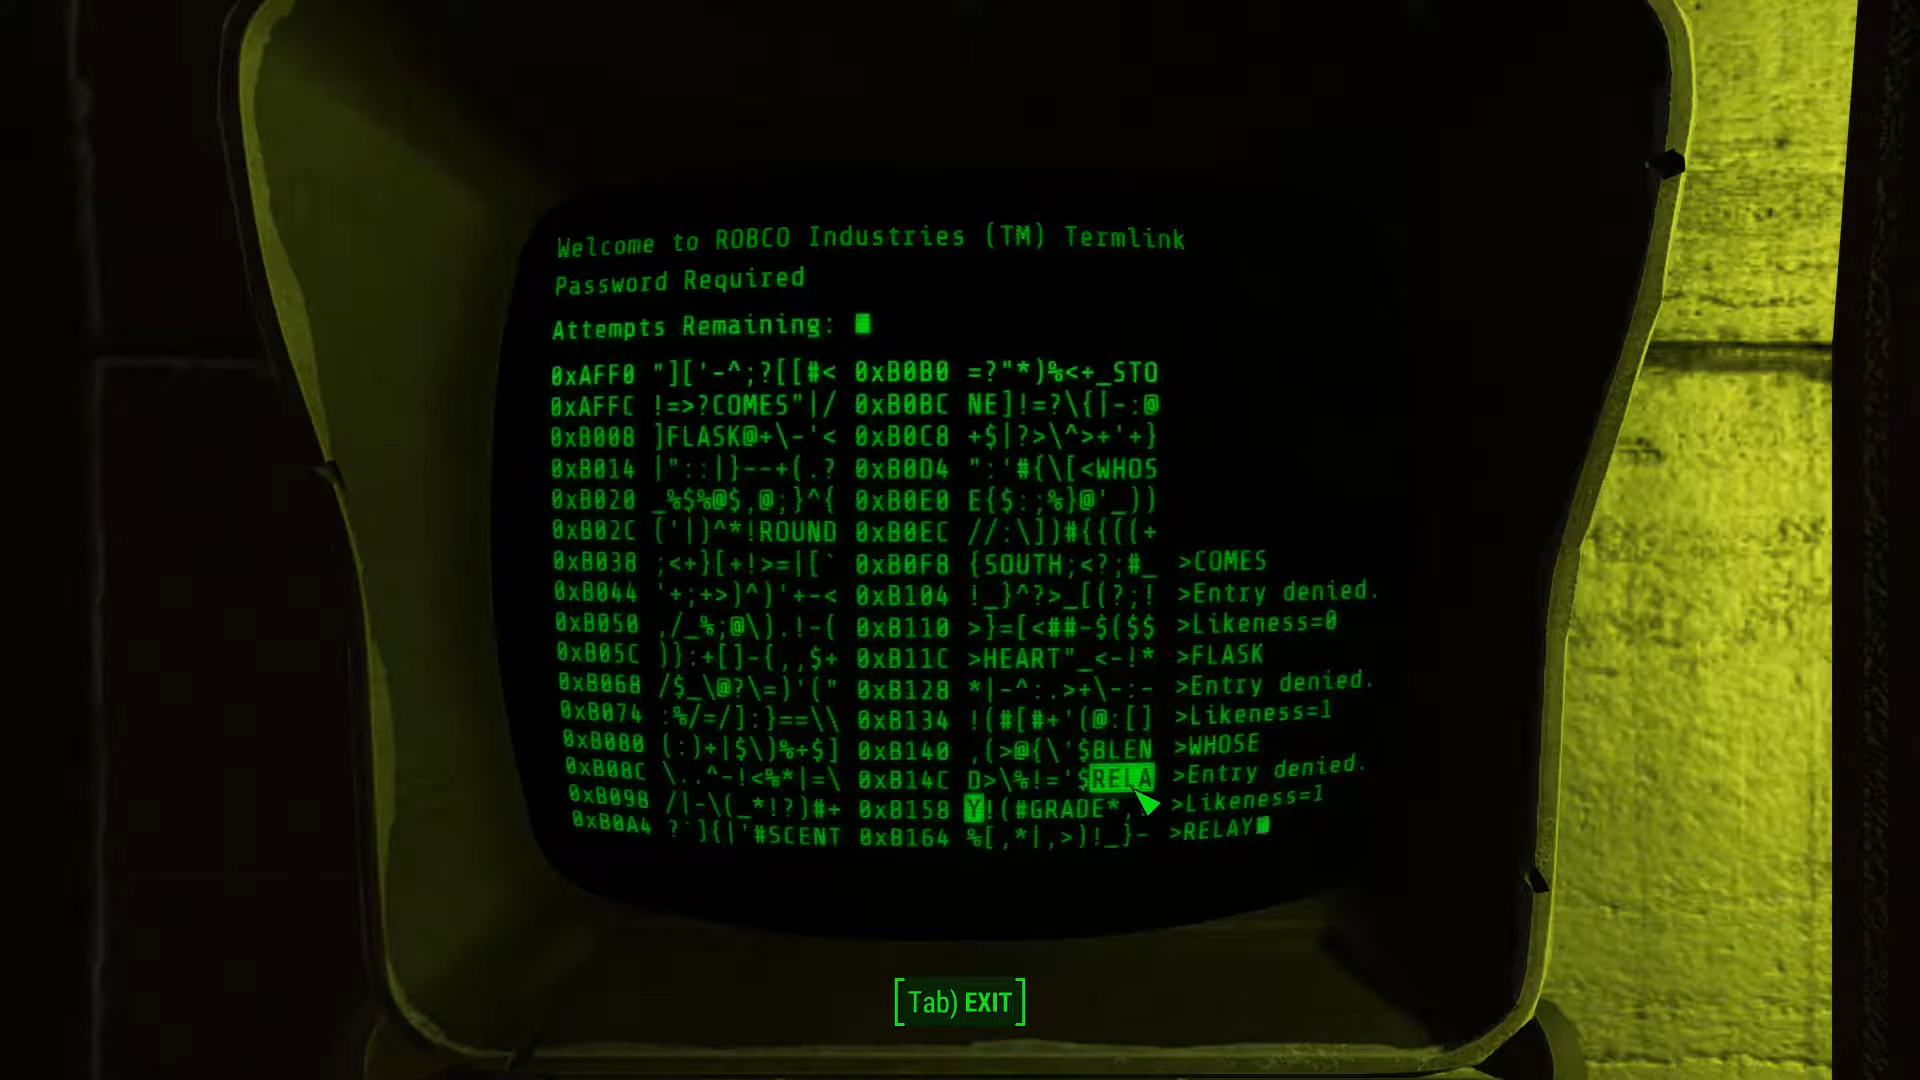 Welcome to ROBCO Industries (TM) Termlink
Password Required
Attempts Remaining: ■
0xAFF0 "]['-^;?[[#< 0xB0B0 =?"*)%<+_STO
0xAFFC !=>?COMES"|/ 0xB0BC NE]!=?\{|-:@
0xB008 ]FLASK@+\-'< 0xB0C8 +$|?>\^>+'+}
0xB014 |"::|}--+(.? 0xB0D4 ":'#{\[<WHOS
0xB020 _%$%@$,@;}^{ 0xB0E0 E{$:;%}@'_))
0xB02C ('|)^*!ROUND 0xB0EC //:\])#{{((+
0xB038 ;<+}[+!>=|[` 0xB0F8 {SOUTH;<?;#_ >COMES
0xB044 '+;+>)^)'+-< 0xB104 !_}^?>_[(?;! >Entry denied.
0xB050 ,/_%;@\).!-( 0xB110 >}=[<##-$($$ >Likeness=0
0xB05C )}:+[]-{,,$+ 0xB11C >HEART"_<-!* >FLASK
0xB068 /$_\@?\=)'(" 0xB128 *|-^:.>+\-:- >Entry denied.
0xB074 :%/=/]:}==\\ 0xB134 !(#[#+'(@:[] >Likeness=1
0xB080 (:)+|$\)%+$] 0xB140 ,(>@{\'$BLEN >WHOSE
0xB08C \..^-!<%*|=\ 0xB14C D>\%!='$RELA >Entry denied.
0xB098 /|-\(_*!?)#+ 0xB158 Y!(#GRADE*, >Likeness=1
0xB0A4 ?`]{|'#SCENT 0xB164 %[,*|,>)!_}- >RELAY■
[Tab) EXIT]